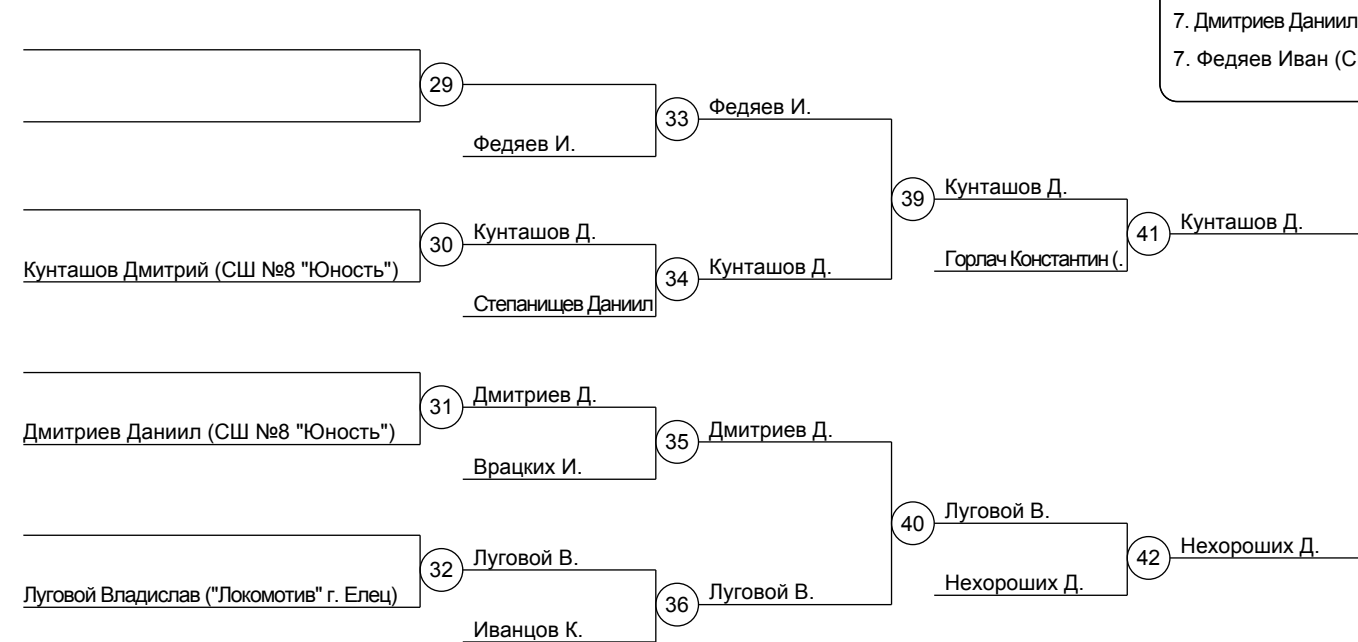 7. Дмитриев Даниил
7. Федяев Иван (С
29
33
Федяев И.
Федяев И.
39
Кунташов Д.
30
Кунташов Д.
41
Кунташов Д.
Кунташов Дмитрий (СШ №8 "Юность")
34
Кунташов Д.
Горлач Константин (.
Степанищев Даниил
31
Дмитриев Д.
Дмитриев Даниил (СШ №8 "Юность")
35
Дмитриев Д.
Врацких И.
40
Луговой В.
32
Луговой В.
42
Нехороших Д.
Луговой Владислав ("Локомотив" г. Елец)
36
Луговой В.
Нехороших Д.
Иванцов К.